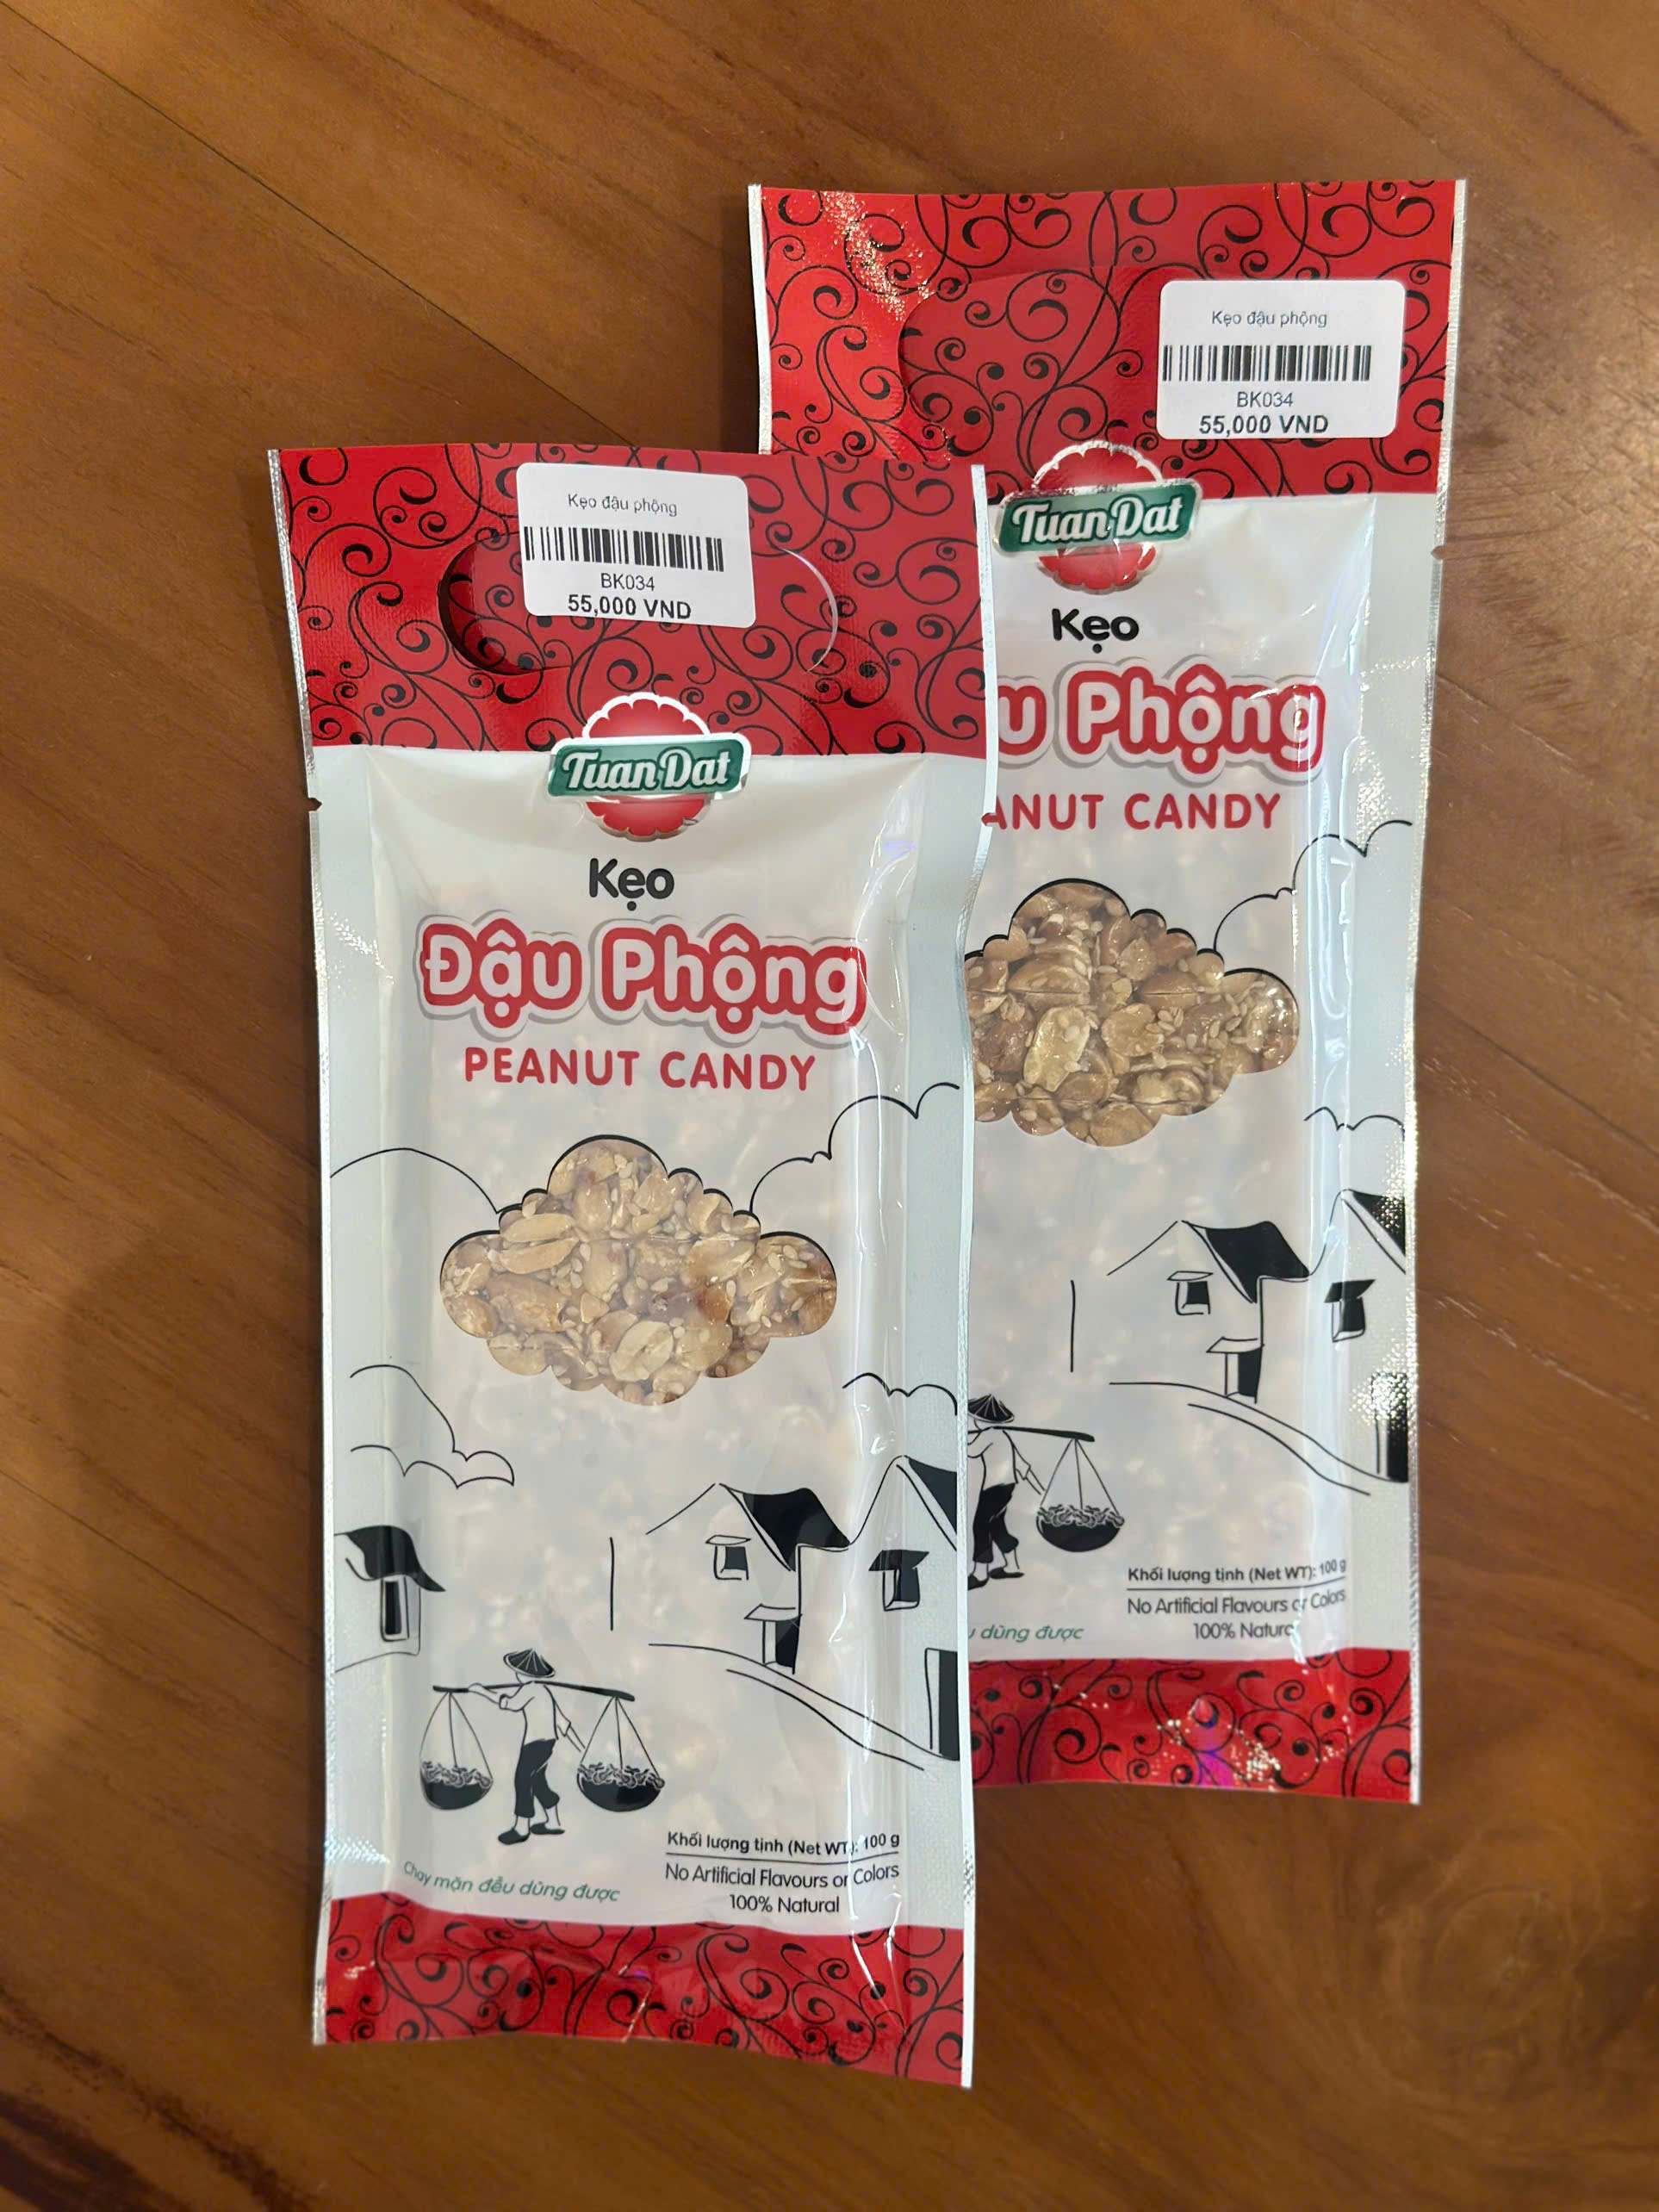 Kẹo đậu phộng
BK034
55,000 VND
TuanDat
Kẹo
u Phộng
ANUT CANDY
Khối lượng tịnh (Net WT): 100 g
No Artificial Flavours or Colors
100% Natural
dùng được
Kẹo đậu phộng
BK034
55,000 VND
TuanDat
Kẹo
Đậu Phộng
PEANUT CANDY
Khối lượng tịnh (Net WT): 100 g
No Artificial Flavours or Colors
100% Natural
Chay mặn đều dùng được